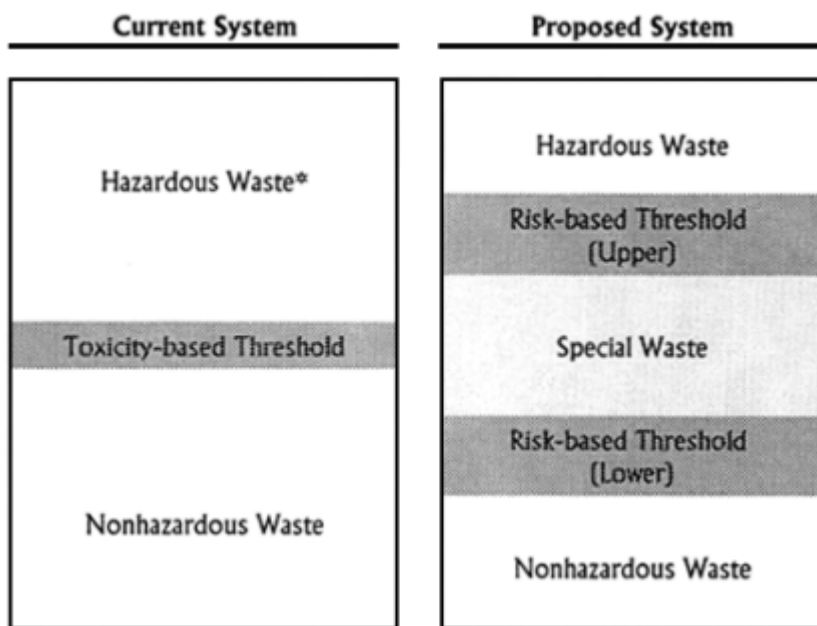 Current System
Hazardous Waste*
Toxicity-based Threshold
Nonhazardous Waste
Proposed System
Hazardous Waste
Risk-based Threshold
(Upper)
Special Waste
Risk-based Threshold
(Lower)
Nonhazardous Waste